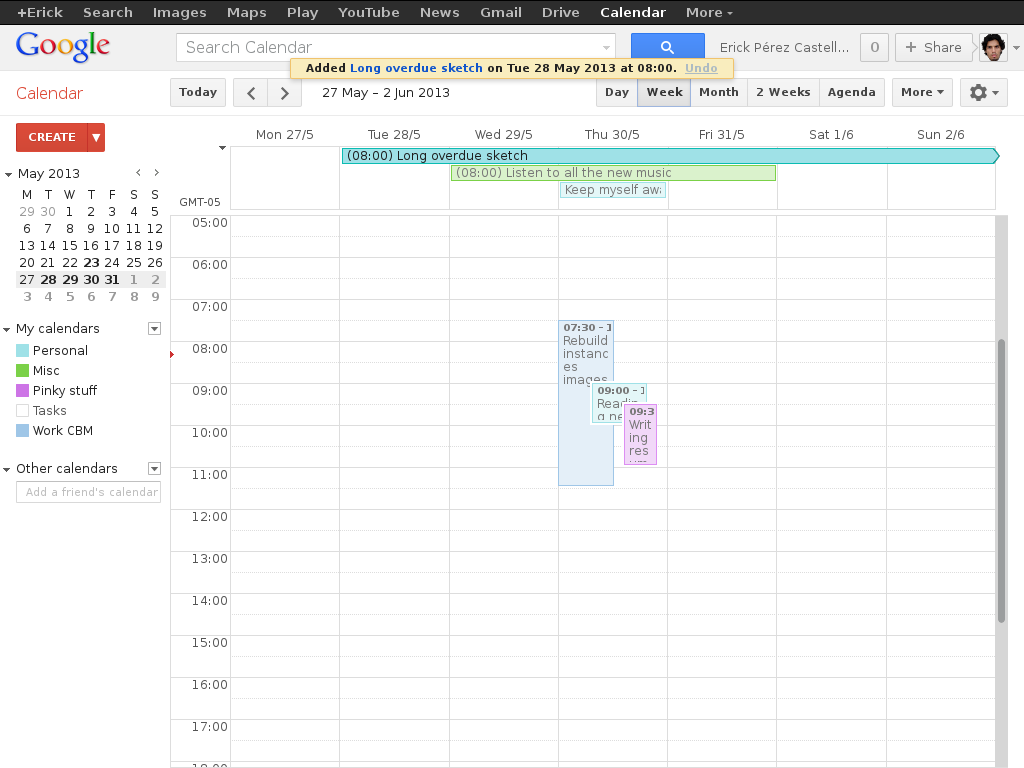 +Erick Search Images Maps Play YouTube News Gmail Drive Calendar More
Google
Search Calendar
Erick Pérez Castell...
0
+ Share
Added Long overdue sketch on Tue 28 May 2013 at 08:00. Undo
Calendar
Today
27 May – 2 Jun 2013
Day Week Month 2 Weeks Agenda
More
CREATE
Mon 27/5 Tue 28/5 Wed 29/5 Thu 30/5 Fri 31/5 Sat 1/6 Sun 2/6
(08:00) Long overdue sketch
(08:00) Listen to all the new music
Keep myself
GMT-05
May 2013
M T W T F S S
29 30 1 2 3 4 5
6 7 8 9 10 11 12
13 14 15 16 17 18 19
20 21 22 23 24 25 26
27 28 29 30 31 1 2
3 4 5 6 7 8 9
My calendars
Personal
Misc
Pinky stuff
Tasks
Work CBM
Other calendars
Add a friend's calendar
05:00
06:00
07:00
08:00
09:00
10:00
11:00
12:00
13:00
14:00
15:00
16:00
17:00
07:30 – 1
Rebuild
instanc
es
images
09:00 – 1
09:3
Writ
ing
res